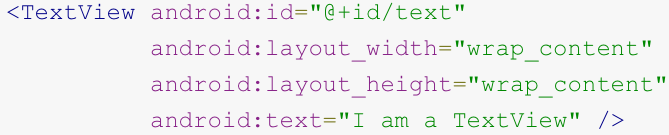 <TextView android:id="@+id/text"
android:layout_width="wrap_content"
android:layout_height="wrap_content"
android:text="I am a TextView" />